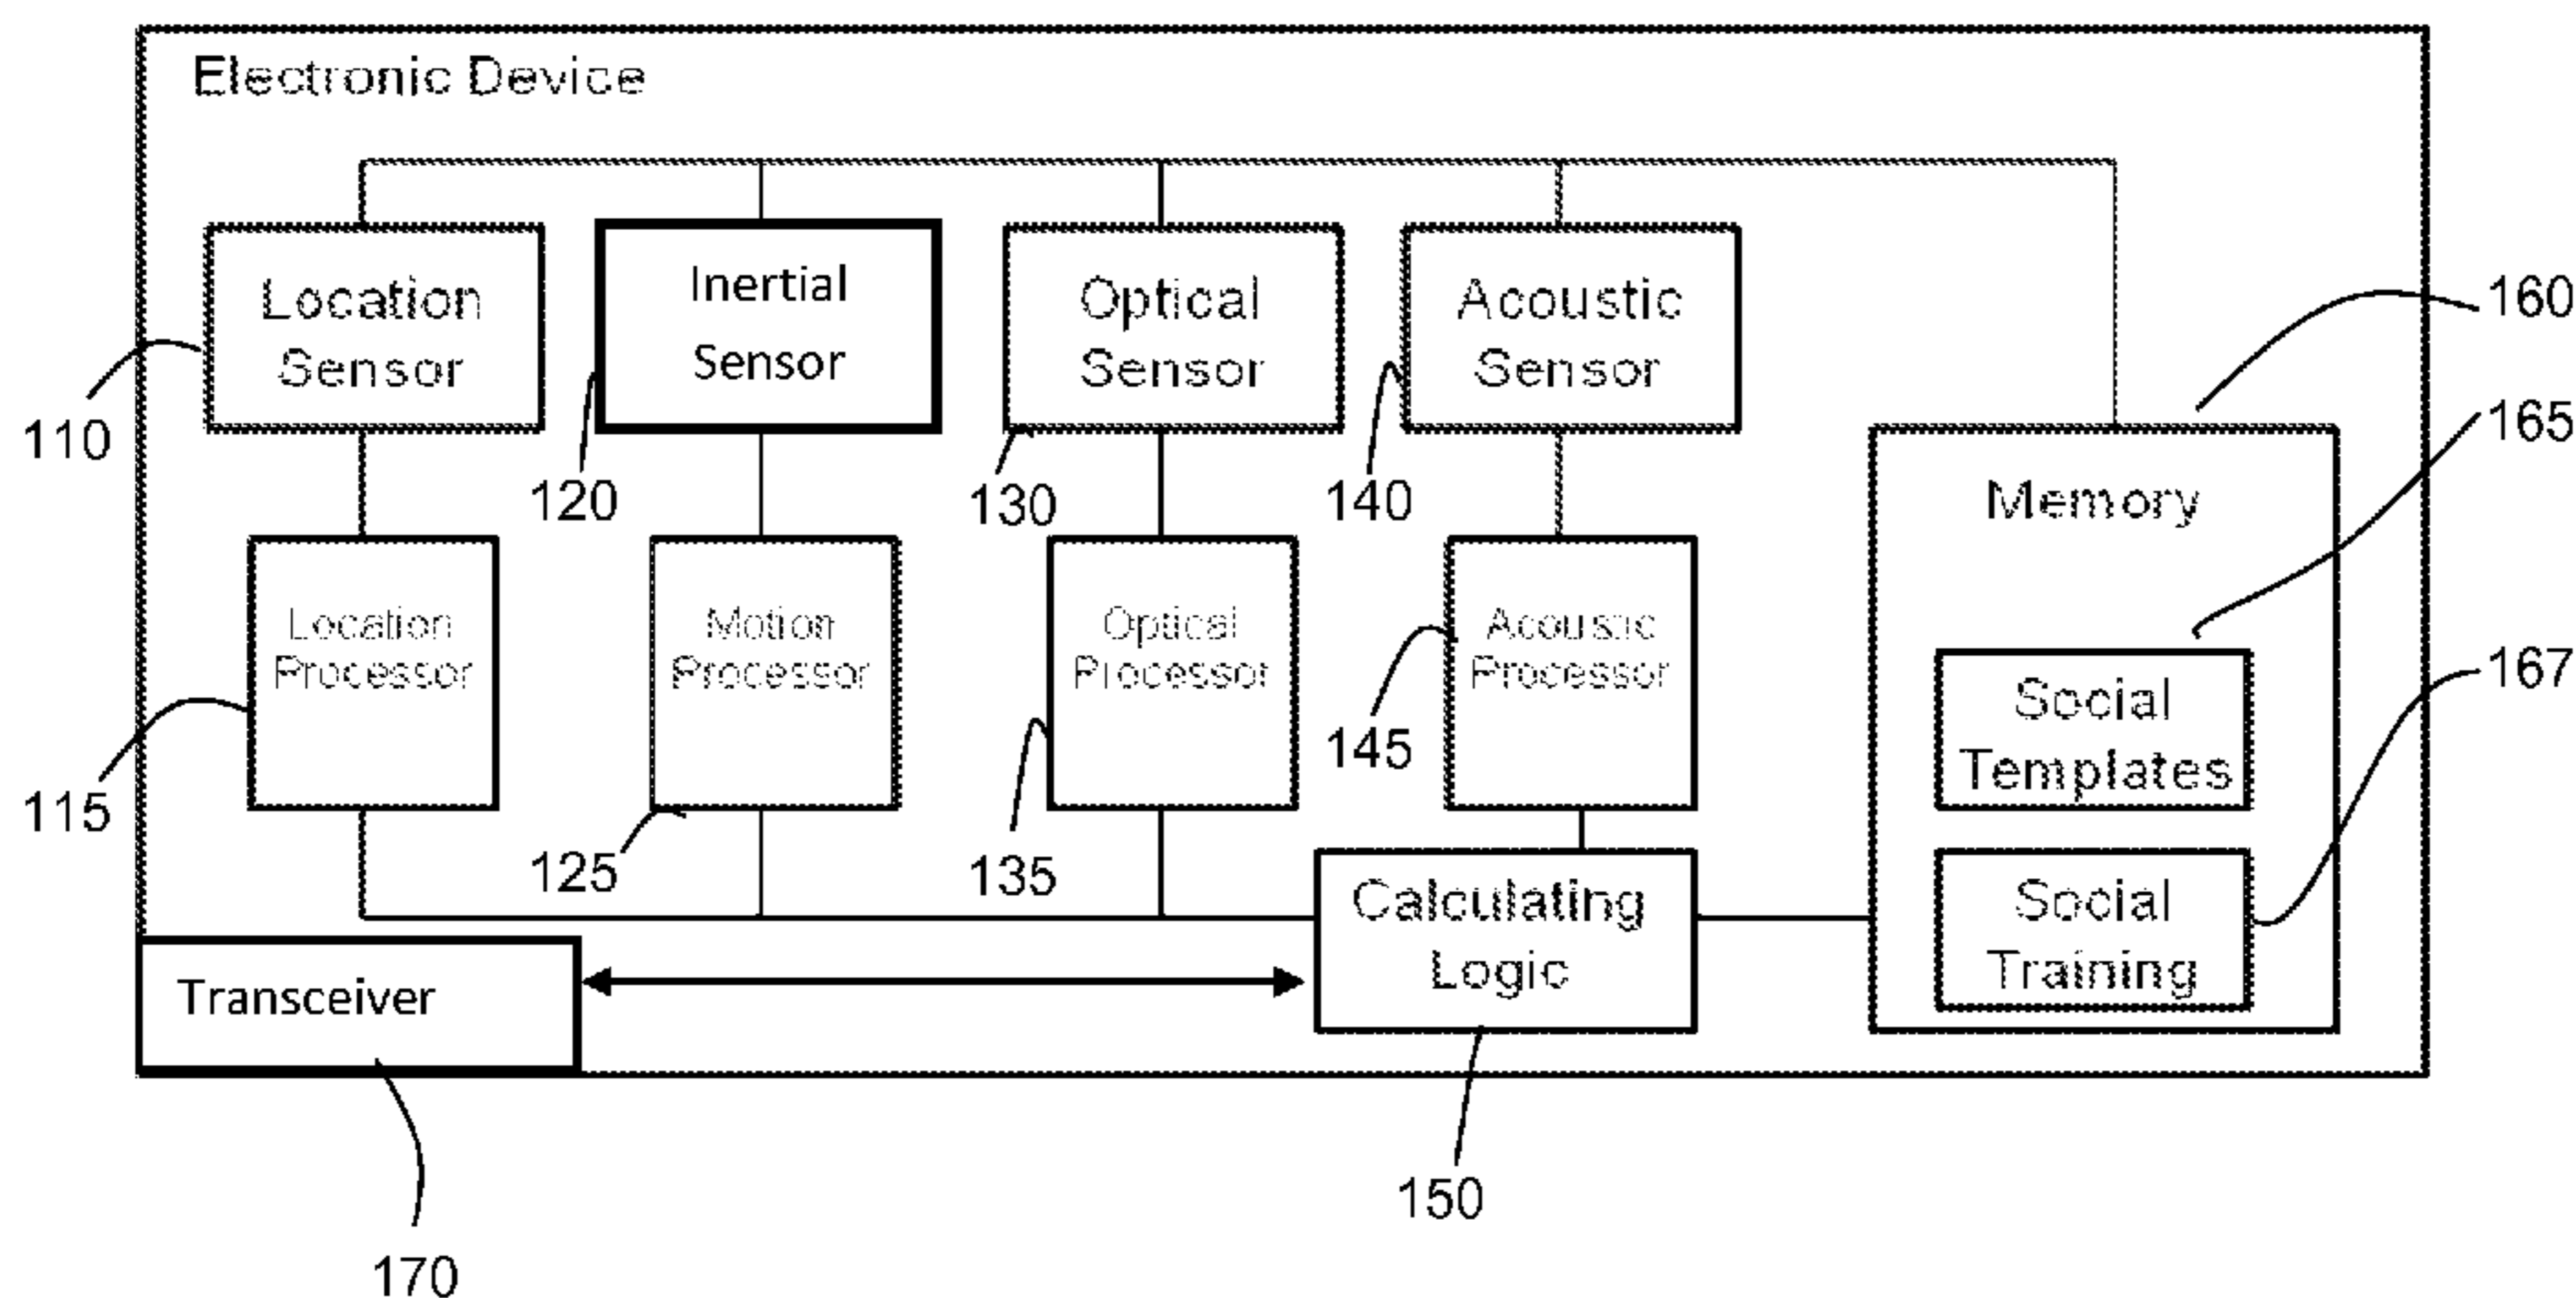 Electronic Device
Location
Sensor
Inertial
Sensor
Optical
Sensor
Acoustic
Sensor
160
110
120
130
140
165
Memory
Location
Processor
Motion
Processor
Optical
Processor
Acoustic
Processor
167
Social
Templates
115
125
135
145
Calculating
Logic
Social
Training
Transceiver
150
170